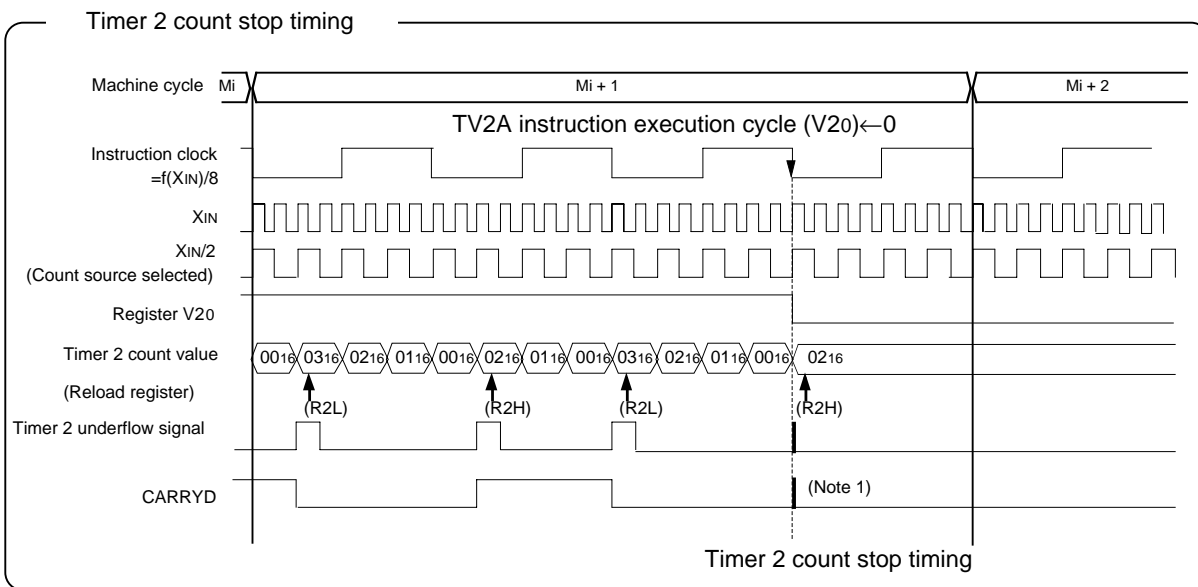 Timer 2 count stop timing
Machine cycle Mi Mi + 1 Mi + 2
TV2A instruction execution cycle (V20)←0
Instruction clock
=f(XIN)/8
XIN
XIN/2
(Count source selected)
Register V20
Timer 2 count value 0016 0316 0216 0116 0016 0216 0116 0016 0316 0216 0116 0016 0216
(Reload register)
(R2L) (R2H) (R2L) (R2H)
Timer 2 underflow signal
CARRYD (Note 1)
Timer 2 count stop timing